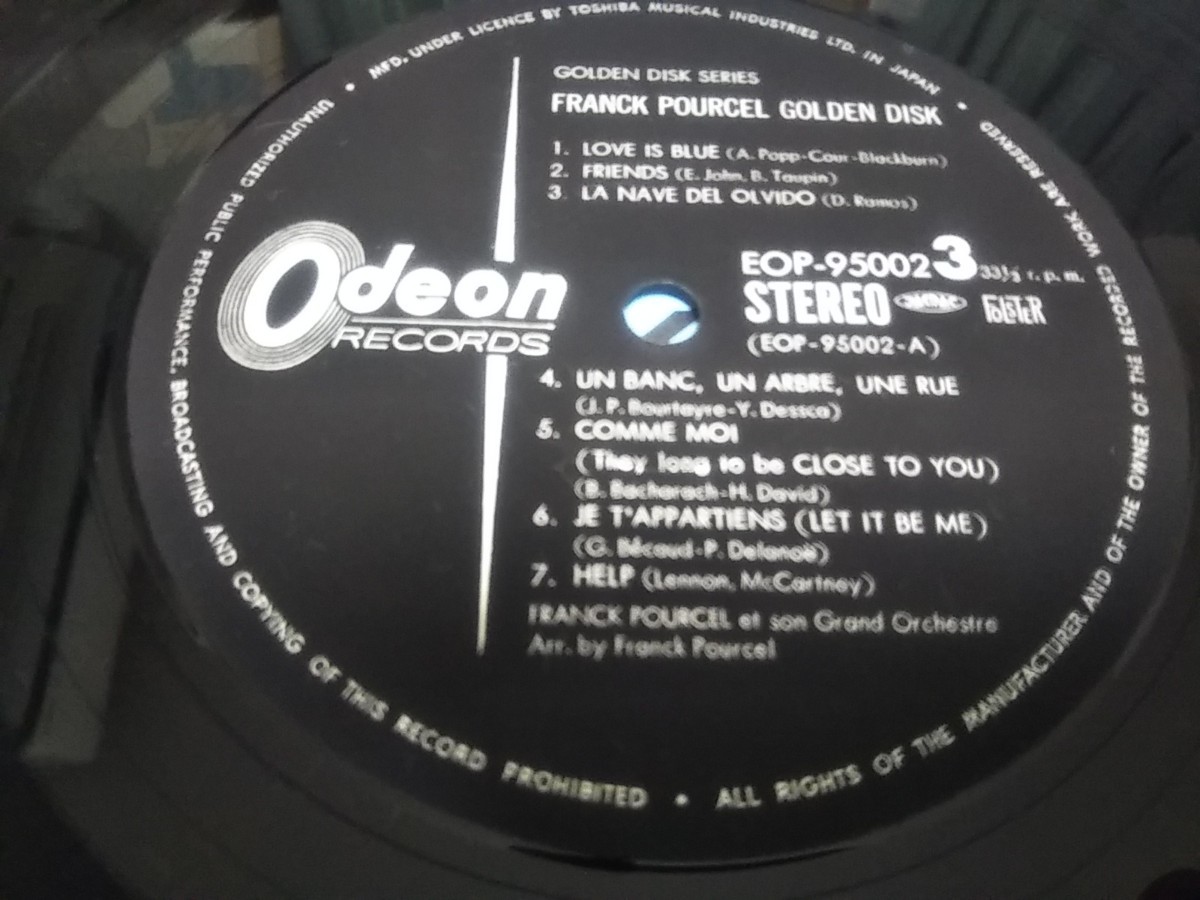 MFD. UNDER LICENCE BY TOSHIBA MUSICAL INDUSTRIES LTD. IN JAPAN •
GOLDEN DISK SERIES
FRANCK POURCEL GOLDEN DISK
1. LOVE IS BLUE (A. Popp-Cour-Blackburn)
2. FRIENDS (E. John, B. Taupin)
3. LA NAVE DEL OLVIDO (D. Ramos)
Odeon
RECORDS
EOP-95002 3 33⅓ r. p. m.
STEREO
(EOP-95002-A)
4. UN BANC, UN ARBRE, UNE RUE
(J. P. Bourtayre-Y. Dessca)
5. COMME MOI
(They long to be CLOSE TO YOU)
(B. Bacharach-H. David)
6. JE T'APPARTIENS (LET IT BE ME)
(G. Bécaud-P. Delanoë)
7. HELP (Lennon, McCartney)
FRANCK POURCEL et son Grand Orchestre
Arr. by Franck Pourcel
ALL RIGHTS OF THE MANUFACTURER AND OF THE OWNER OF THE RECORDED WORK ARE RESERVED •
UNAUTHORIZED PUBLIC PERFORMANCE, BROADCASTING AND COPYING OF THIS RECORD PROHIBITED •